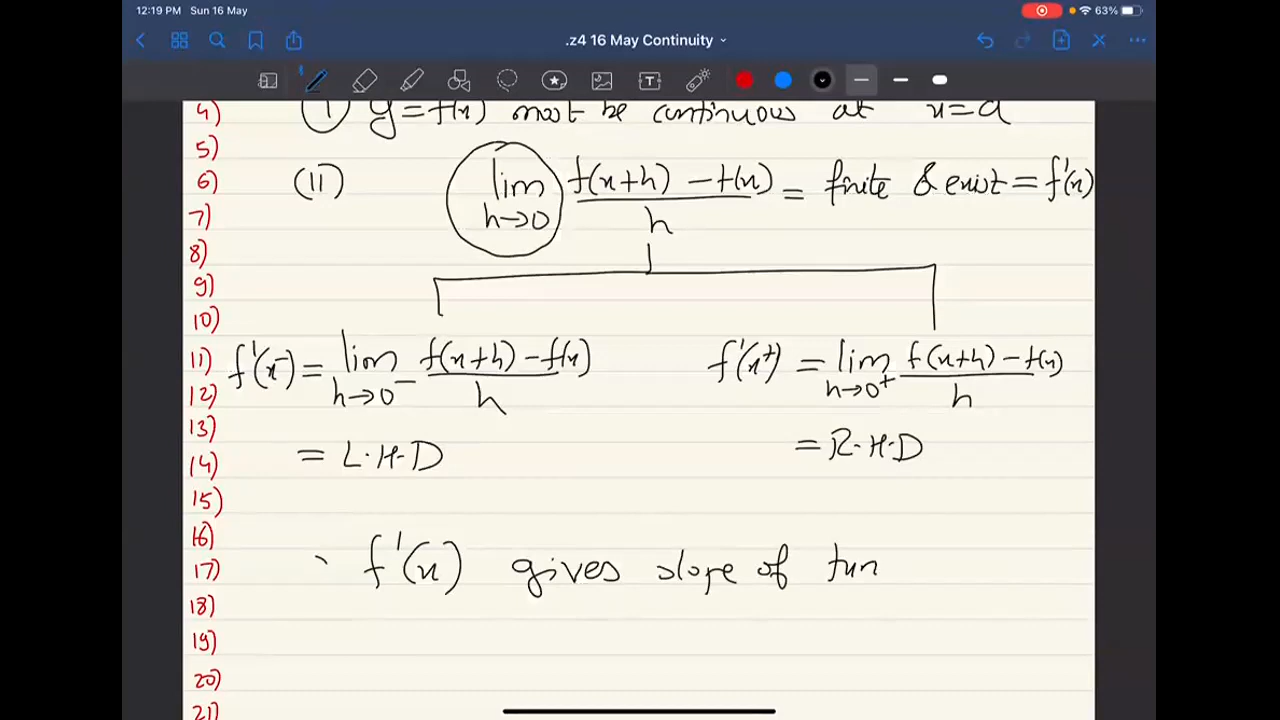 12:19 PM Sun 16 May 63%
.z4 16 May Continuity
4) (I) y=f(x) must be continuous at x=a
5)
6) (II) lim f(x+h) - f(x) = finite & exist = f'(x)
7) h→0 h
8)
9)
10)
11) f'(x⁻) = lim f(x+h) - f(x) f'(x⁺) = lim f(x+h) - f(x)
12) h→0⁻ h h→0⁺ h
13)
14) = L.H.D = R.H.D
15)
16)
17) f'(x) gives slope of tun
18)
19)
20)
21)